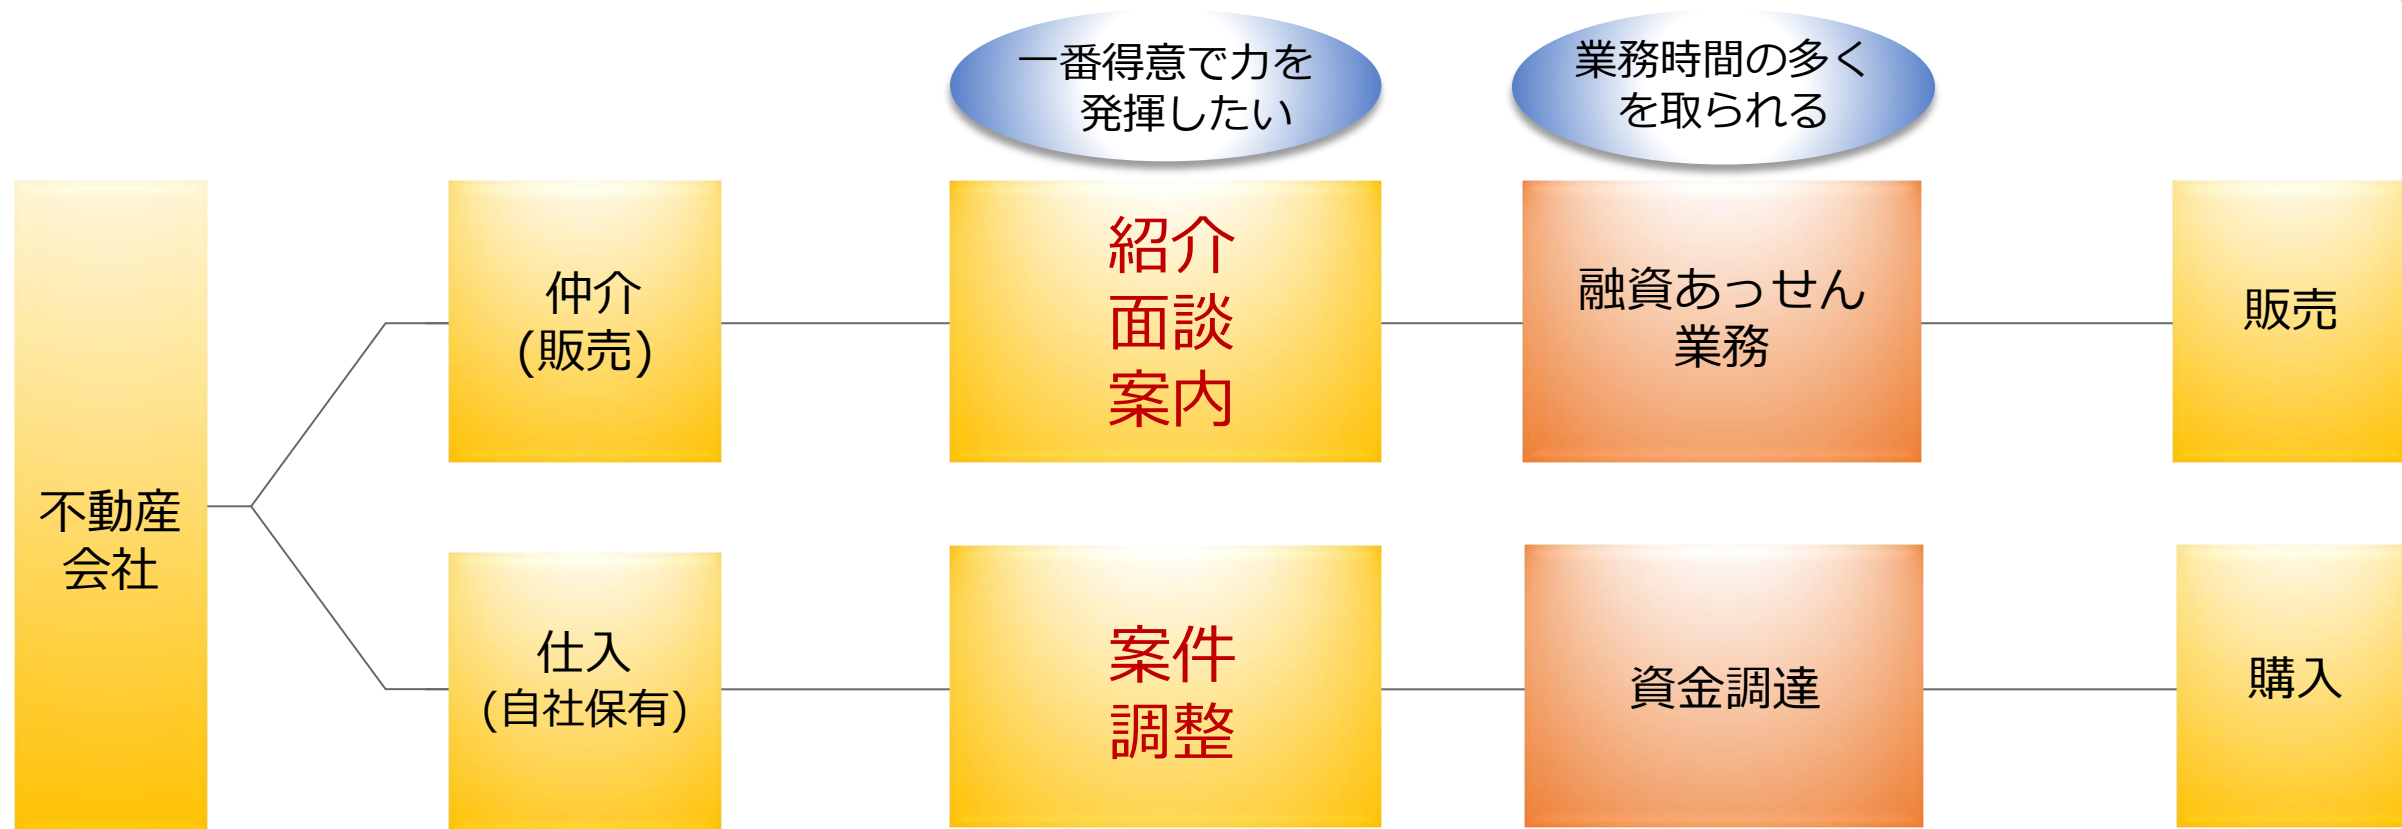 一番得意で力を
発揮したい
業務時間の多く
を取られる
不動産
会社
仲介
(販売)
紹介
面談
案内
融資あっせん
業務
販売
仕入
(自社保有)
案件
調整
資金調達
購入